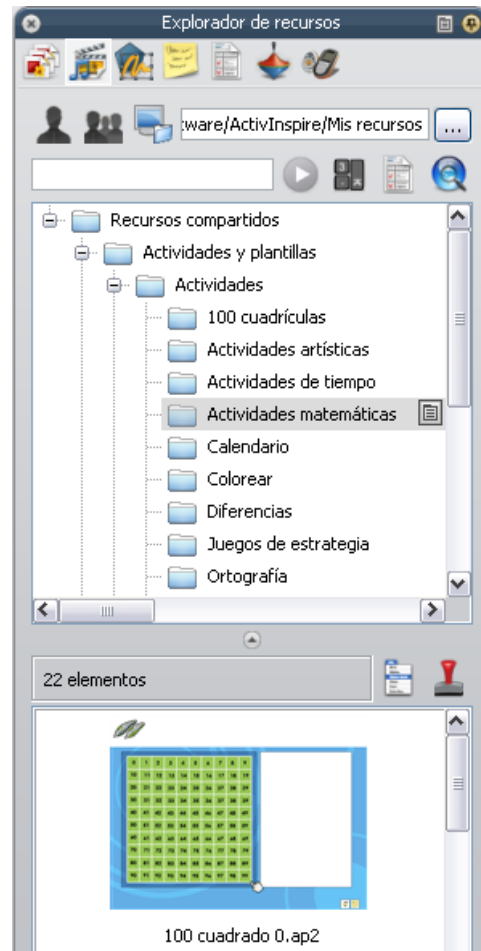 Explorador de recursos
:ware/ActivInspire/Mis recursos ...
Recursos compartidos
Actividades y plantillas
Actividades
100 cuadrículas
Actividades artísticas
Actividades de tiempo
Actividades matemáticas
Calendario
Colorear
Diferencias
Juegos de estrategia
Ortografía
22 elementos
100 cuadrado 0.ap2